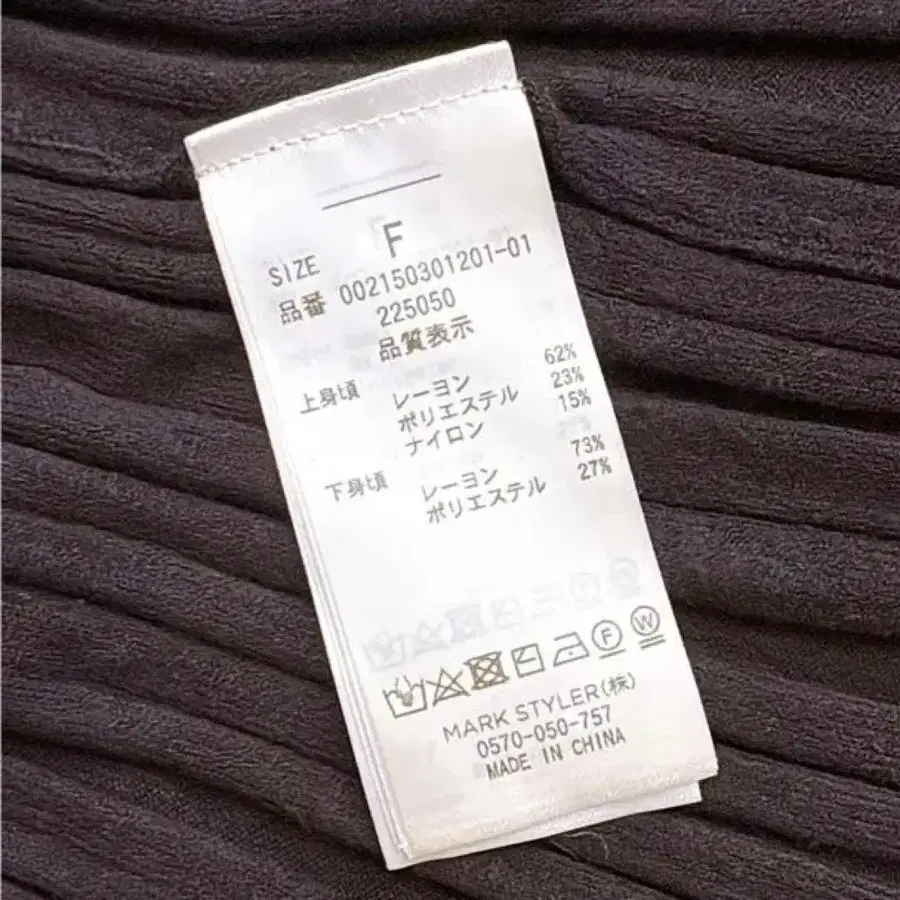 SIZE F
品番 002150301201-01
225050
品質表示
上身頃 レーヨン 62%
ポリエステル 23%
ナイロン 15%
下身頃 レーヨン 73%
ポリエステル 27%
F W
MARK STYLER(株)
0570-050-757
MADE IN CHINA